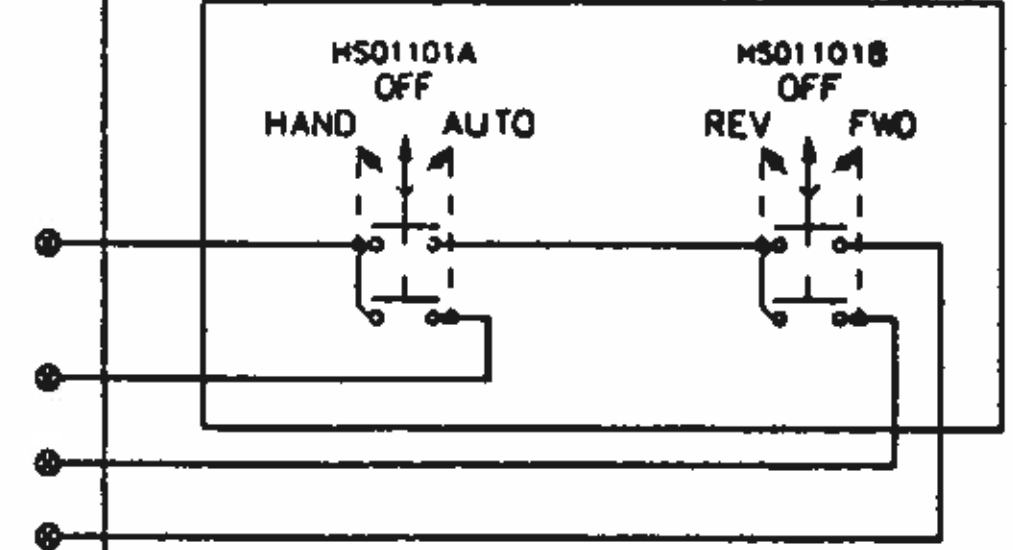 HS01101A
OFF
HAND AUTO
HS01101B
OFF
REV FWD